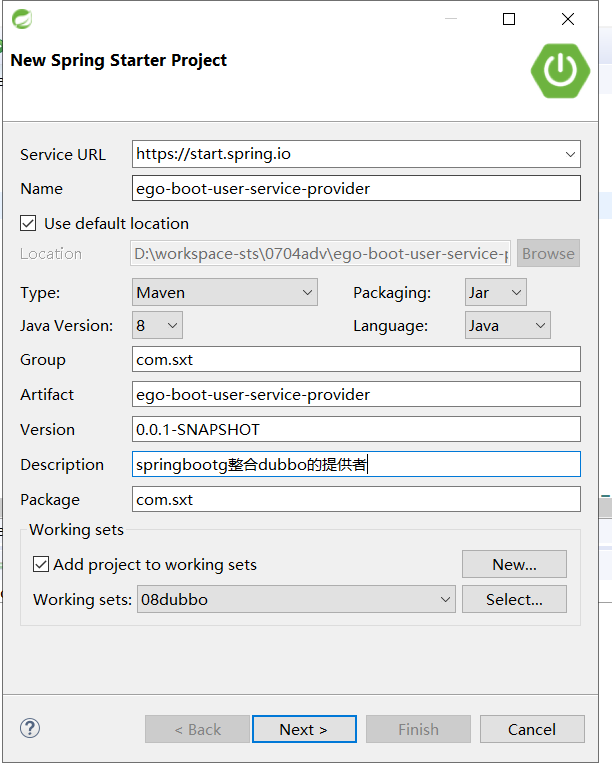 New Spring Starter Project
Service URL https://start.spring.io
Name ego-boot-user-service-provider
Use default location
Location D:\workspace-sts\0704adv\ego-boot-user-service-p Browse
Type: Maven Packaging: Jar
Java Version: 8 Language: Java
Group com.sxt
Artifact ego-boot-user-service-provider
Version 0.0.1-SNAPSHOT
Description springbootg整合dubbo的提供者
Package com.sxt
Working sets
Add project to working sets New...
Working sets: 08dubbo Select...
? < Back Next > Finish Cancel